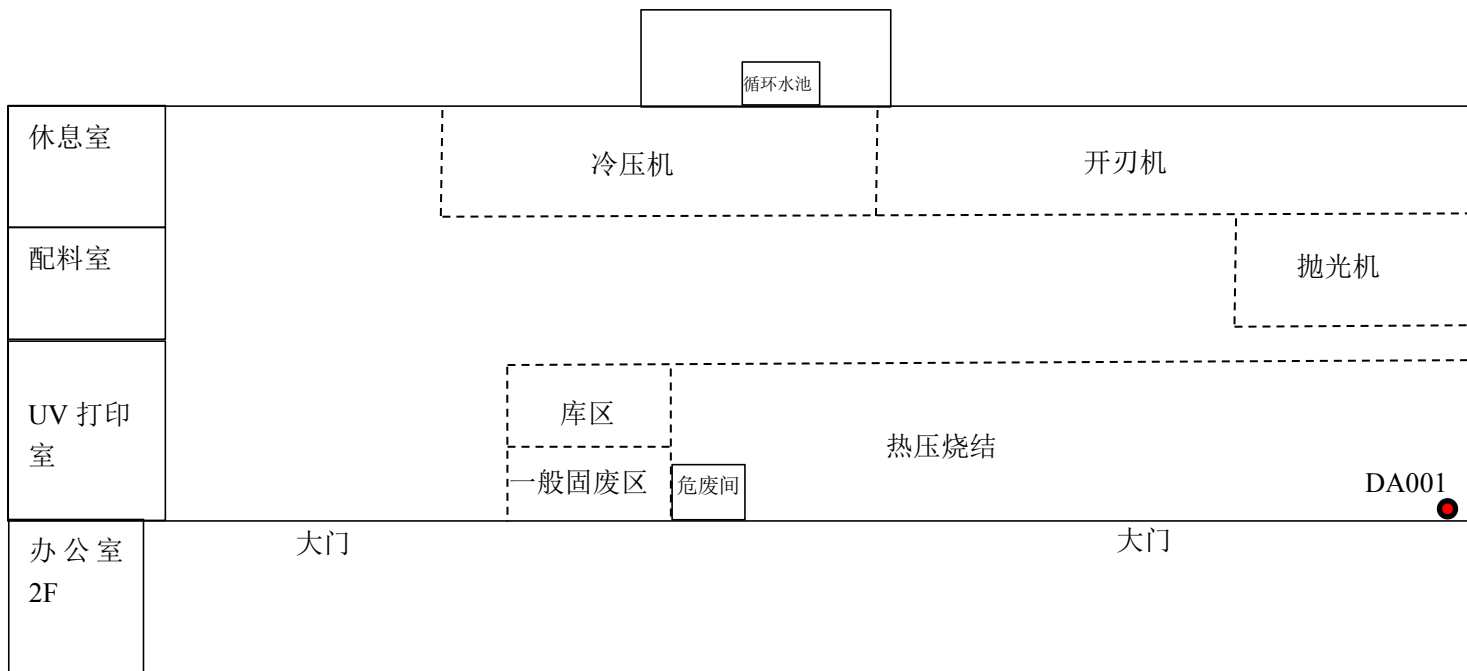 循环水池
休息室
冷压机
开刃机
配料室
抛光机
UV 打印
室
库区
热压烧结
一般固废区
危废间
DA001
办公室
2F
大门
大门